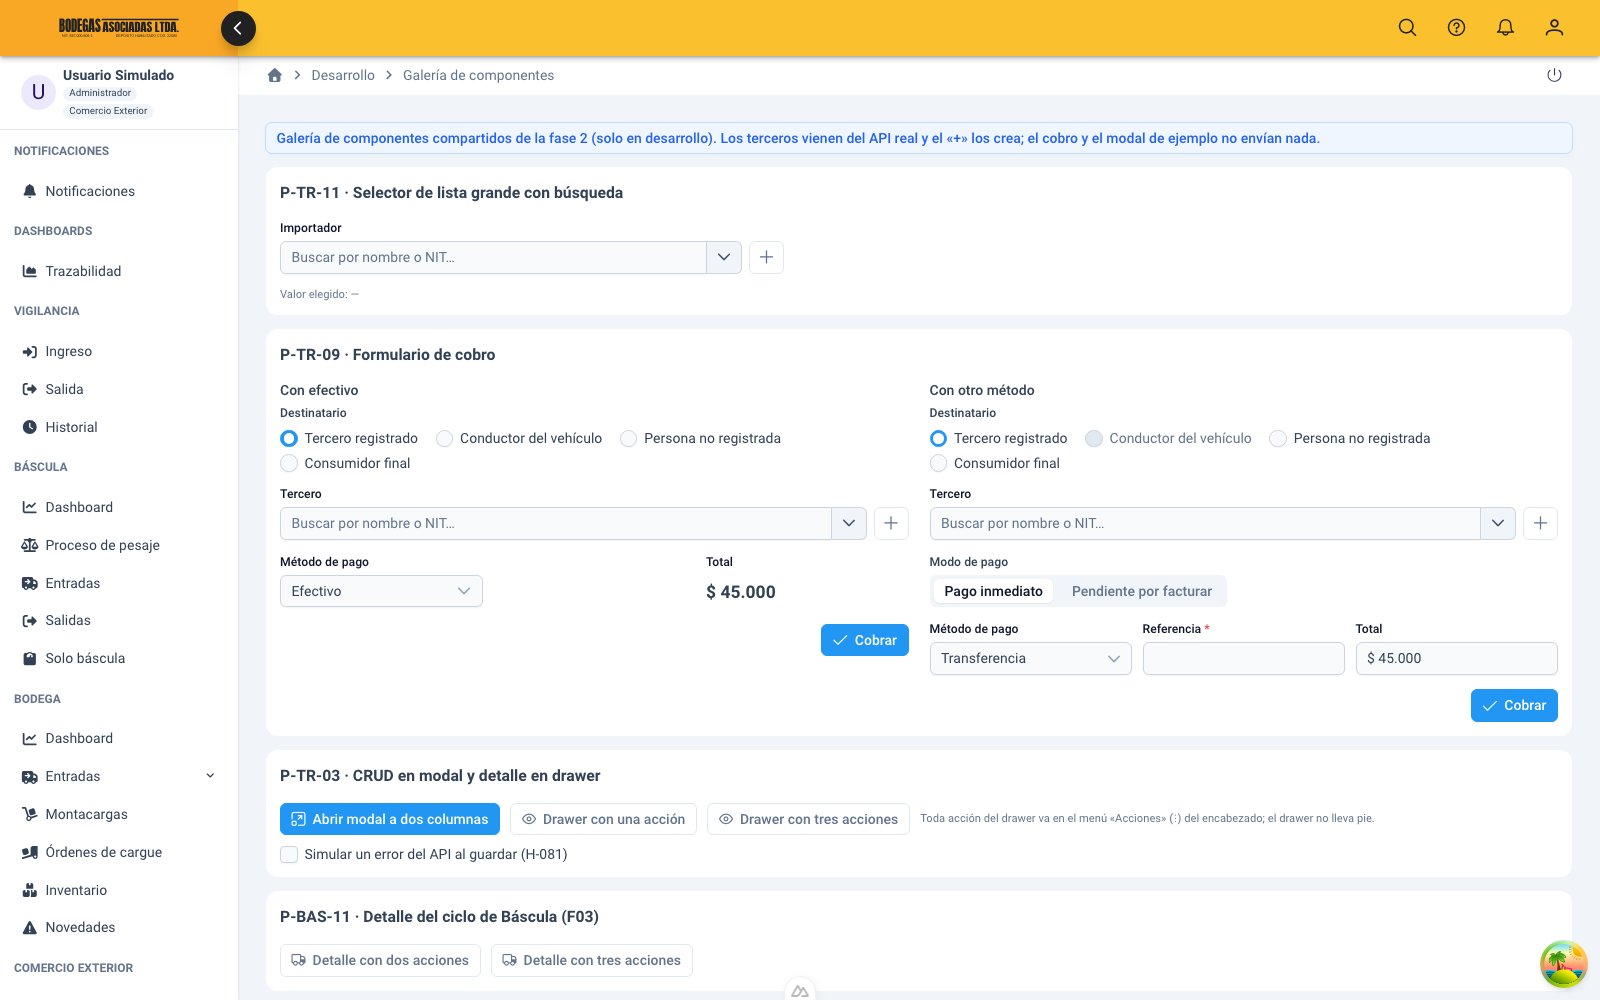 BODEGAS ASOCIADAS LTDA.
Usuario Simulado
Administrador
Comercio Exterior
U
NOTIFICACIONES
Notificaciones
DASHBOARDS
Trazabilidad
VIGILANCIA
Ingreso
Salida
Historial
BÁSCULA
Dashboard
Proceso de pesaje
Entradas
Salidas
Solo báscula
BODEGA
Dashboard
Entradas
Montacargas
Órdenes de cargue
Inventario
Novedades
COMERCIO EXTERIOR
Desarrollo
Galería de componentes
Galería de componentes compartidos de la fase 2 (solo en desarrollo). Los terceros vienen del API real y el «+» los crea; el cobro y el modal de ejemplo no envían nada.
P-TR-11 · Selector de lista grande con búsqueda
Importador
Buscar por nombre o NIT...
Valor elegido: —
P-TR-09 · Formulario de cobro
Con efectivo
Destinatario
Tercero registrado Conductor del vehículo Persona no registrada
Consumidor final
Tercero
Buscar por nombre o NIT...
Método de pago Total
Efectivo $ 45.000
Cobrar
Con otro método
Destinatario
Tercero registrado Conductor del vehículo Persona no registrada
Consumidor final
Tercero
Buscar por nombre o NIT...
Modo de pago
Pago inmediato Pendiente por facturar
Método de pago Referencia * Total
Transferencia $ 45.000
Cobrar
P-TR-03 · CRUD en modal y detalle en drawer
Abrir modal a dos columnas Drawer con una acción Drawer con tres acciones Toda acción del drawer va en el menú «Acciones» (⋮) del encabezado; el drawer no lleva pie.
Simular un error del API al guardar (H-081)
P-BAS-11 · Detalle del ciclo de Báscula (F03)
Detalle con dos acciones Detalle con tres acciones